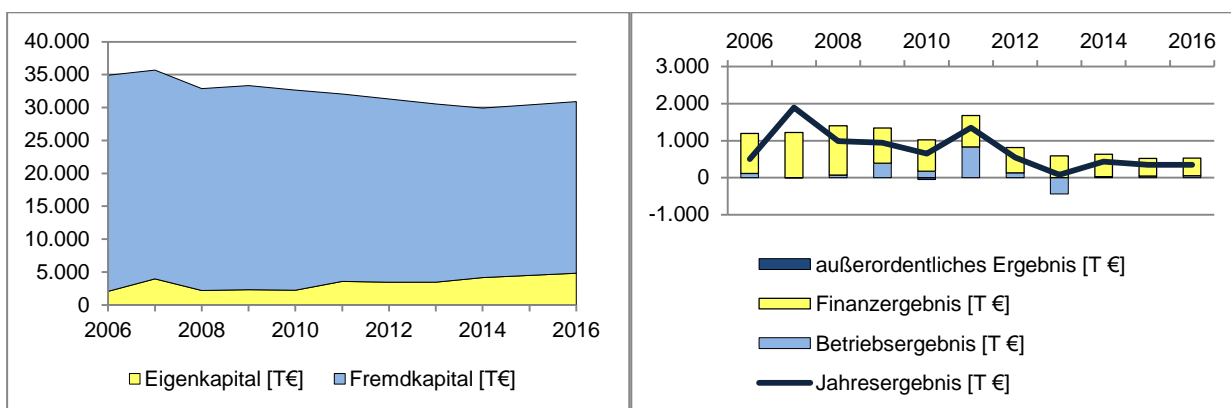 40.000
35.000
30.000
25.000
20.000
15.000
10.000
5.000
0
2006 2008 2010 2012 2014 2016
Eigenkapital [T€] Fremdkapital [T€]
2006 2008 2010 2012 2014 2016
3.000
2.000
1.000
0
-1.000
außerordentliches Ergebnis [T €]
Finanzergebnis [T €]
Betriebsergebnis [T €]
Jahresergebnis [T €]